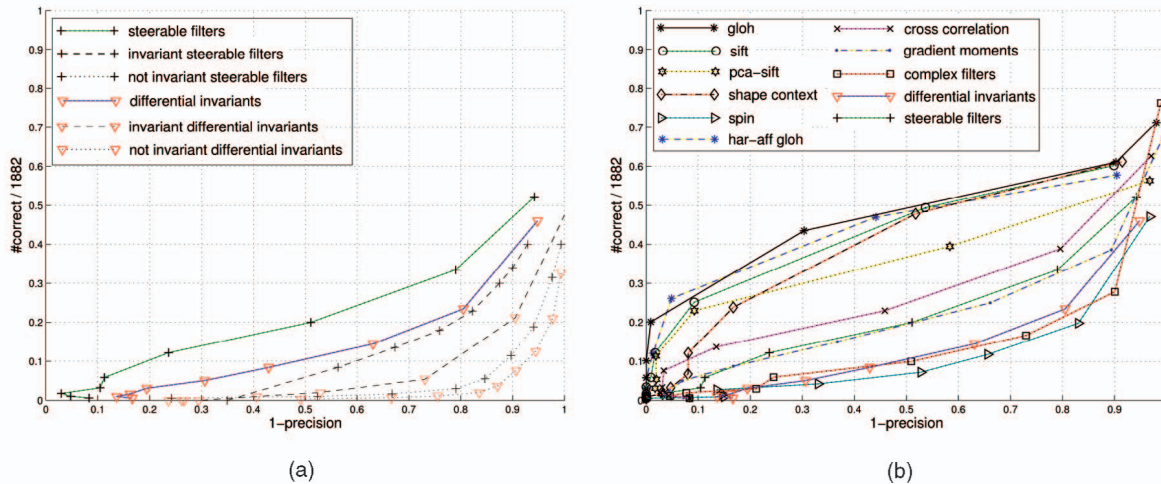 1
0.9
0.8
0.7
0.6
0.5
0.4
0.3
0.2
0.1
0
#correct / 1882
steerable filters
invariant steerable filters
not invariant steerable filters
differential invariants
invariant differential invariants
not invariant differential invariants
0 0.1 0.2 0.3 0.4 0.5 0.6 0.7 0.8 0.9 1
1-precision
(a)
1
0.9
0.8
0.7
0.6
0.5
0.4
0.3
0.2
0.1
0
#correct / 1882
gloh
sift
pca-sift
shape context
spin
har-aff gloh
cross correlation
gradient moments
complex filters
differential invariants
steerable filters
0 0.1 0.2 0.3 0.4 0.5 0.6 0.7 0.8 0.9
1-precision
(b)